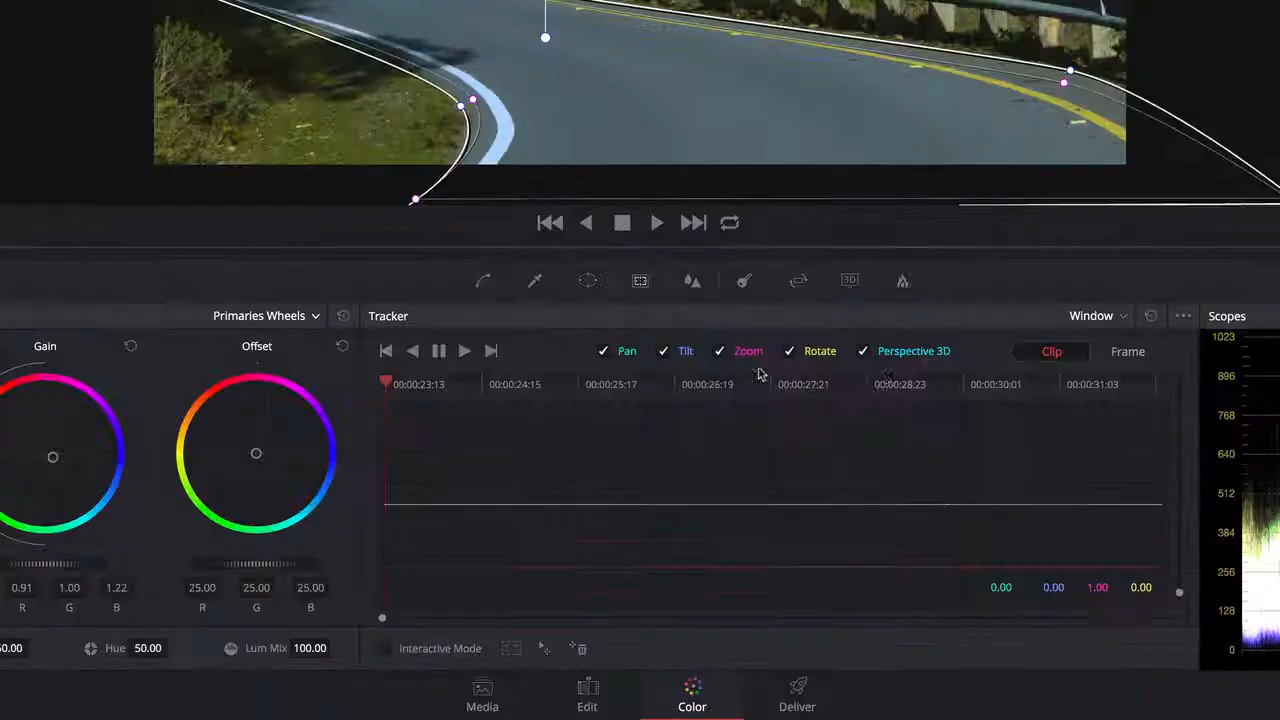 3D
Primaries Wheels
Tracker
Window
Scopes
Gain
Offset
Pan
Tilt
Zoom
Rotate
Perspective 3D
Clip
Frame
1023
896
768
640
512
384
256
128
0
00:00:23:13
00:00:24:15
00:00:25:17
00:00:26:19
00:00:27:21
00:00:28:23
00:00:30:01
00:00:31:03
0.00
0.00
1.00
0.00
0.91
1.00
1.22
25.00
25.00
25.00
R
G
B
R
G
B
Hue
50.00
Lum Mix
100.00
Interactive Mode
Media
Edit
Color
Deliver